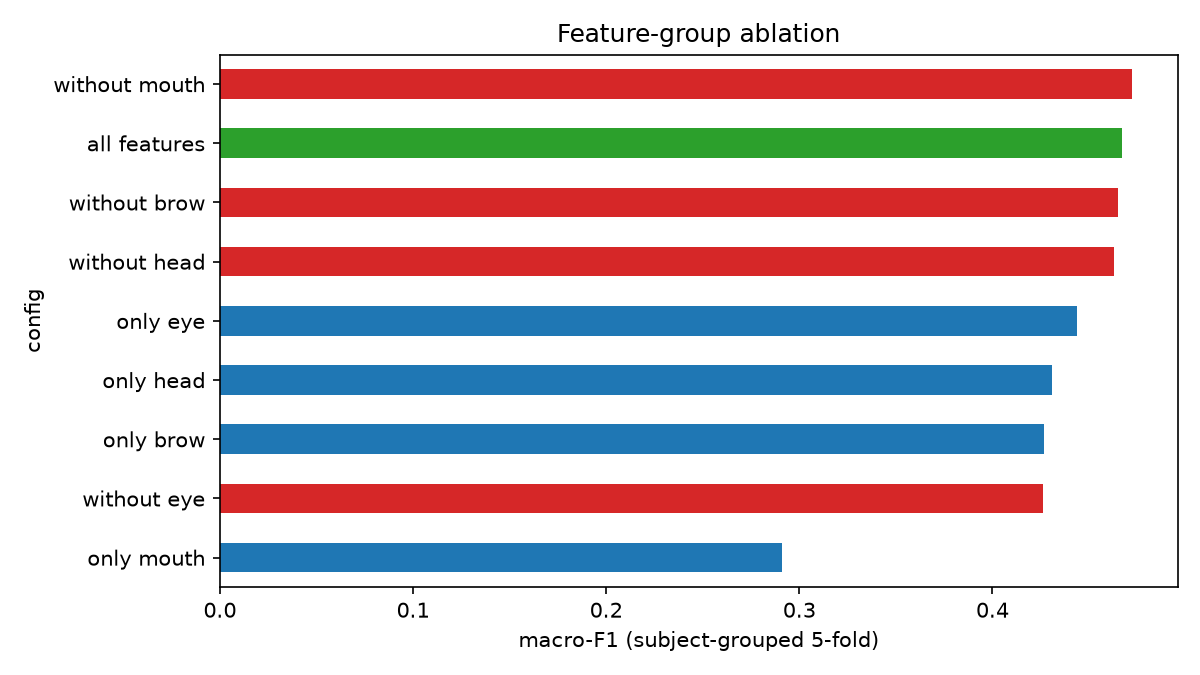 Feature-group ablation
without mouth
all features
without brow
without head
only eye
only head
only brow
without eye
only mouth
config
0.0 0.1 0.2 0.3 0.4
macro-F1 (subject-grouped 5-fold)